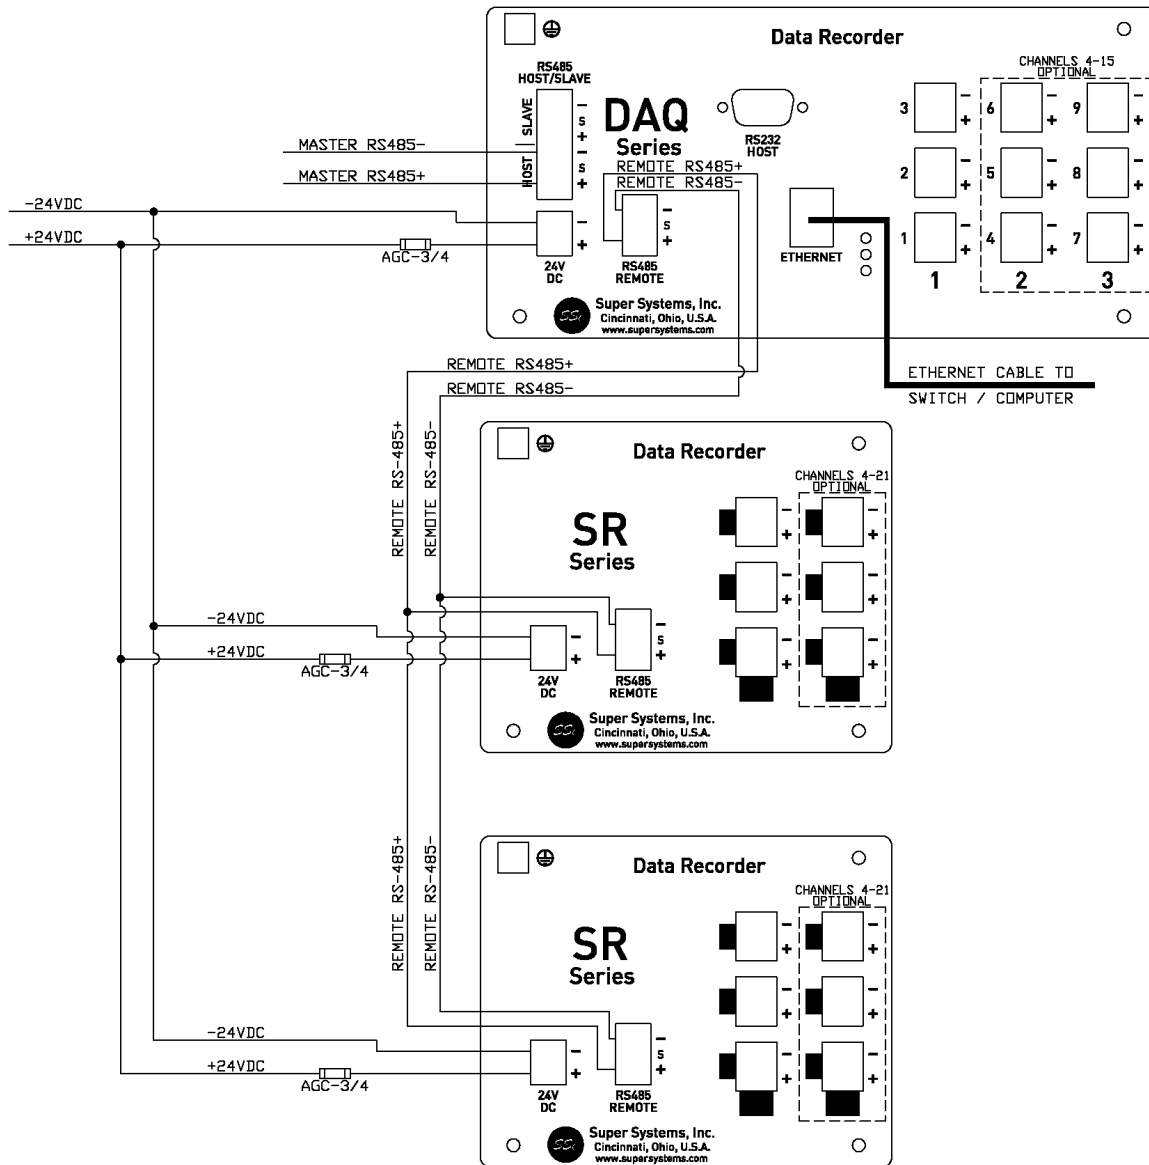 Data Recorder
RS485
HOST/SLAVE
CHANNELS 4-15
OPTIONAL
SLAVE
HOST
-
S
+
-
S
+
DAQ
Series
RS232
HOST
3 - +
6 - +
9 - +
2 - +
5 - +
8 - +
1 - +
4 - +
7 - +
1 2 3
MASTER RS485-
MASTER RS485+
REMOTE RS485+
REMOTE RS485-
-24VDC
+24VDC
AGC-3/4
-
+
24V
DC
-
S
+
RS485
REMOTE
ETHERNET
SSi
Super Systems, Inc.
Cincinnati, Ohio, U.S.A.
www.supersystems.com
REMOTE RS485+
REMOTE RS485-
ETHERNET CABLE TO
SWITCH / COMPUTER
REMOTE RS-485+
REMOTE RS-485-
Data Recorder
CHANNELS 4-21
OPTIONAL
SR
Series
- + - +
- + - +
- + - +
-24VDC
+24VDC
AGC-3/4
-
+
24V
DC
-
S
+
RS485
REMOTE
SSi
Super Systems, Inc.
Cincinnati, Ohio, U.S.A.
www.supersystems.com
REMOTE RS-485+
REMOTE RS-485-
Data Recorder
CHANNELS 4-21
OPTIONAL
SR
Series
- + - +
- + - +
- + - +
-24VDC
+24VDC
AGC-3/4
-
+
24V
DC
-
S
+
RS485
REMOTE
SSi
Super Systems, Inc.
Cincinnati, Ohio, U.S.A.
www.supersystems.com